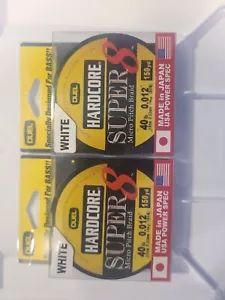 Specially Designed For BASS!!
DUEL
HARDCORE
SUPER 8
Micro Pitch Braid
WHITE
40 0.012"
150yd
MADE in JAPAN
USA POWER SPEC
Specially Designed For BASS!!
DUEL
HARDCORE
SUPER 8
Micro Pitch Braid
WHITE
40 0.012"
150yd
MADE in JAPAN
USA POWER SPEC